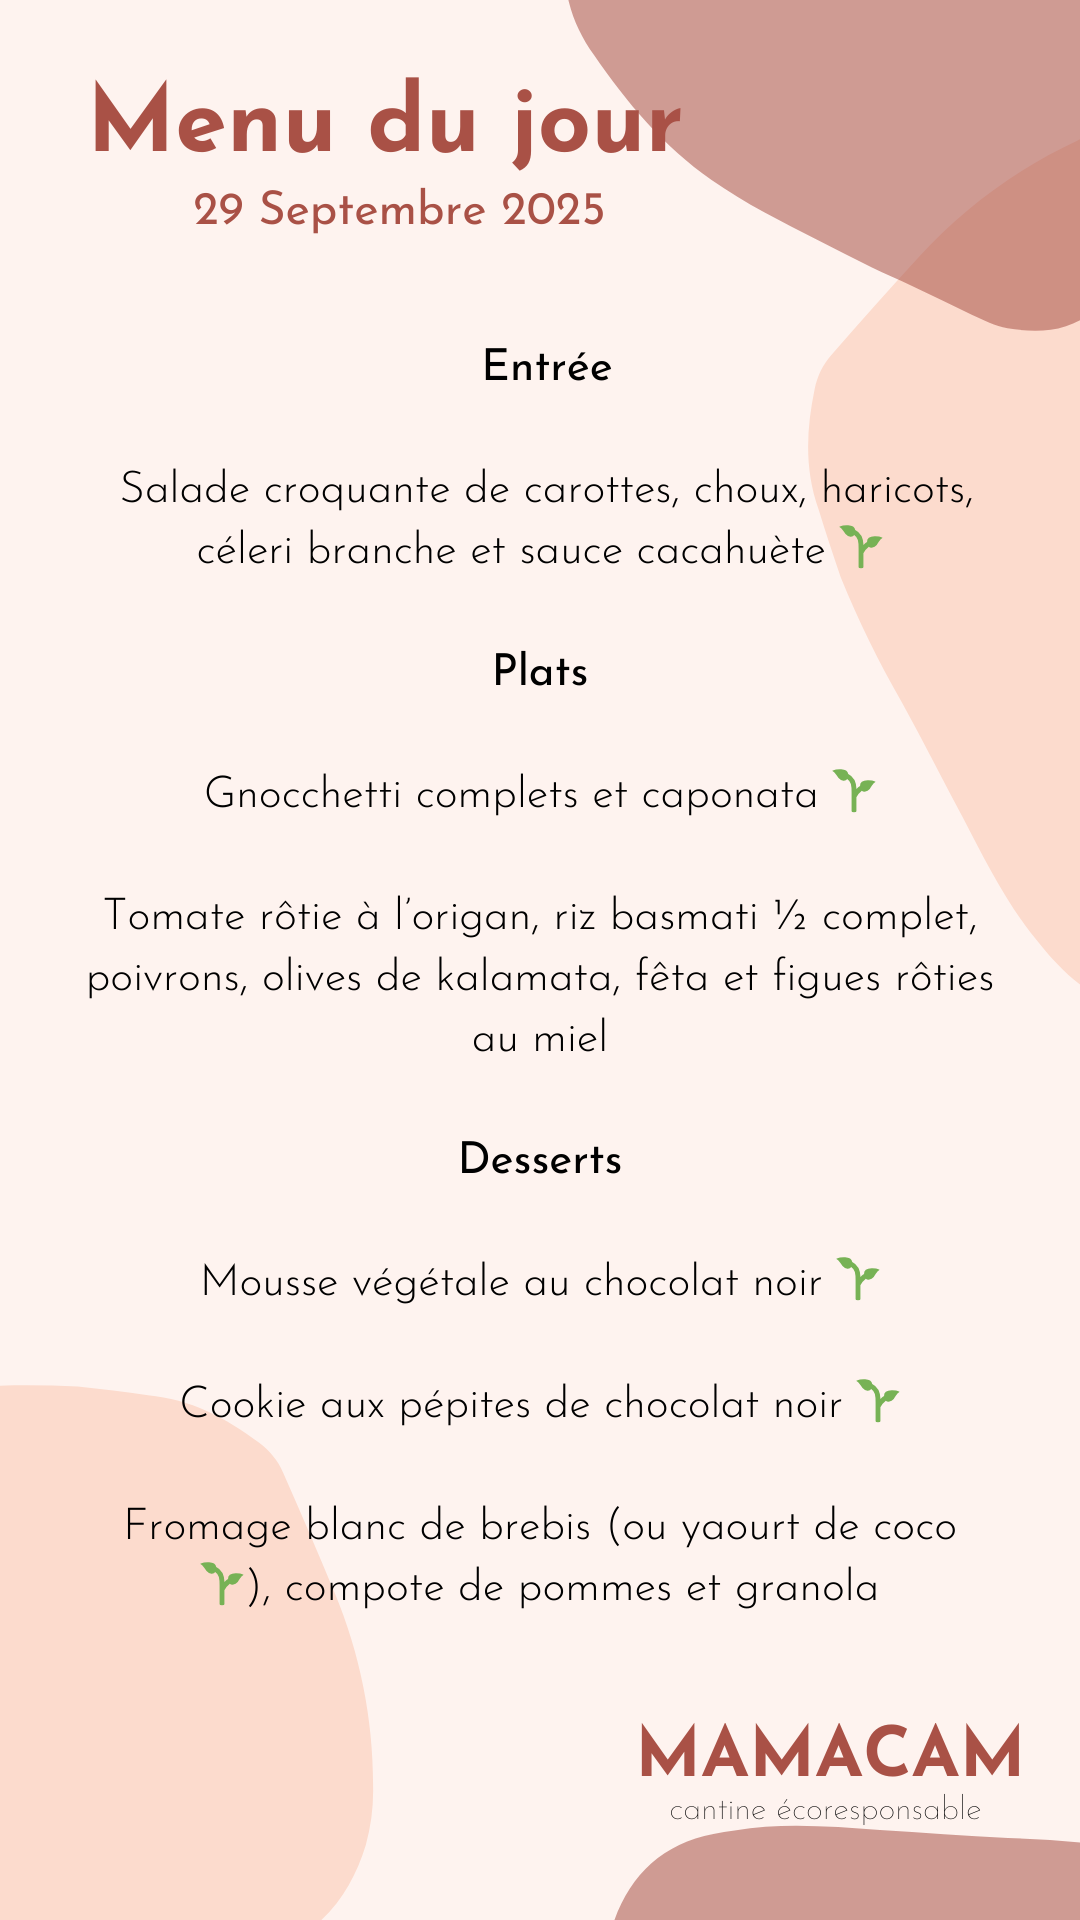 Menu du jour
29 Septembre 2025
Entrée
Salade croquante de carottes, choux, haricots,
céleri branche et sauce cacahuète 🌱
Plats
Gnocchetti complets et caponata 🌱
Tomate rôtie à l’origan, riz basmati ½ complet,
poivrons, olives de kalamata, fêta et figues rôties
au miel
Desserts
Mousse végétale au chocolat noir 🌱
Cookie aux pépites de chocolat noir 🌱
Fromage blanc de brebis (ou yaourt de coco
🌱), compote de pommes et granola
MAMACAM
cantine écoresponsable